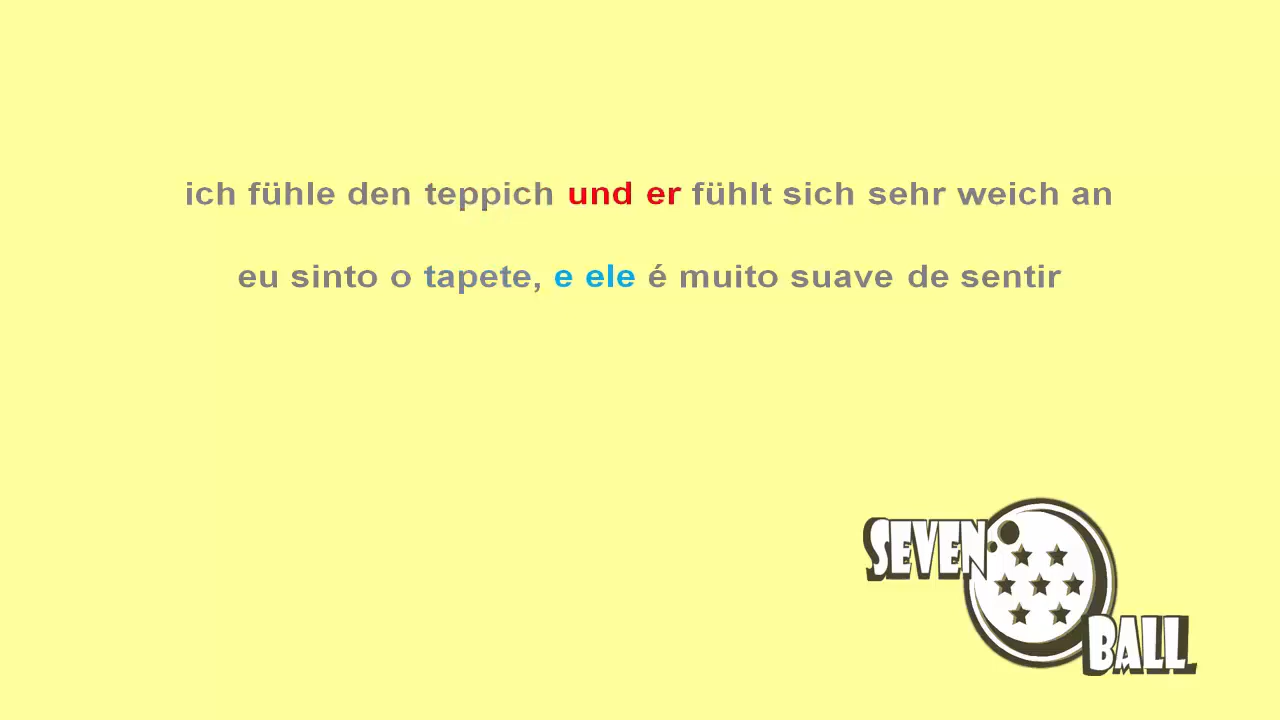 ich fühle den teppich und er fühlt sich sehr weich an
eu sinto o tapete, e ele é muito suave de sentir
SEVEN
BALL